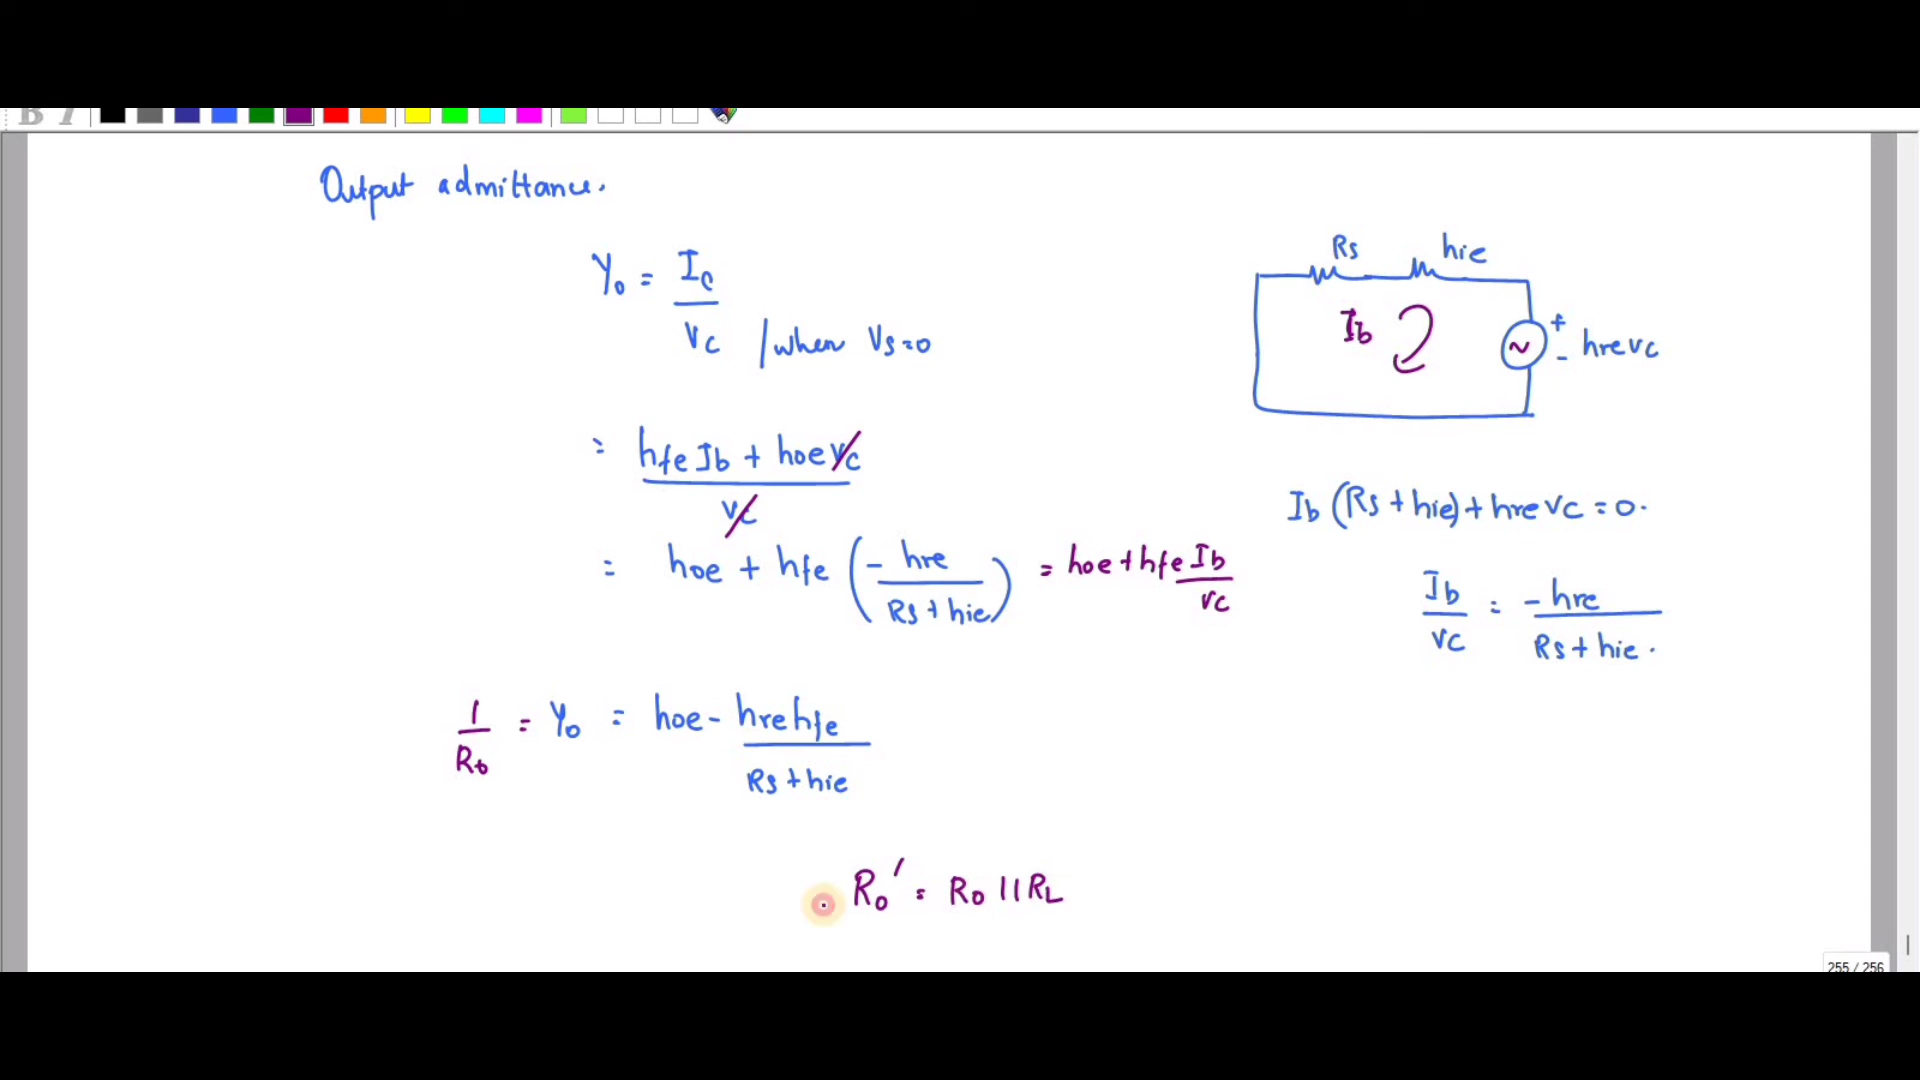 Output admittance.
Yo = Ic / Vc | when Vs=0
= hfe Ib + hoe Vc / Vc
= hoe + hfe (- hre / Rs + hie) = hoe + hfe Ib / Vc
1 / Ro = Yo = hoe - hre hfe / Rs + hie
Ro' = Ro || RL
Rs hie
Ib
+ - hre vc
Ib (Rs + hie) + hre vc = 0.
Ib / vc = - hre / Rs + hie.
255 / 256